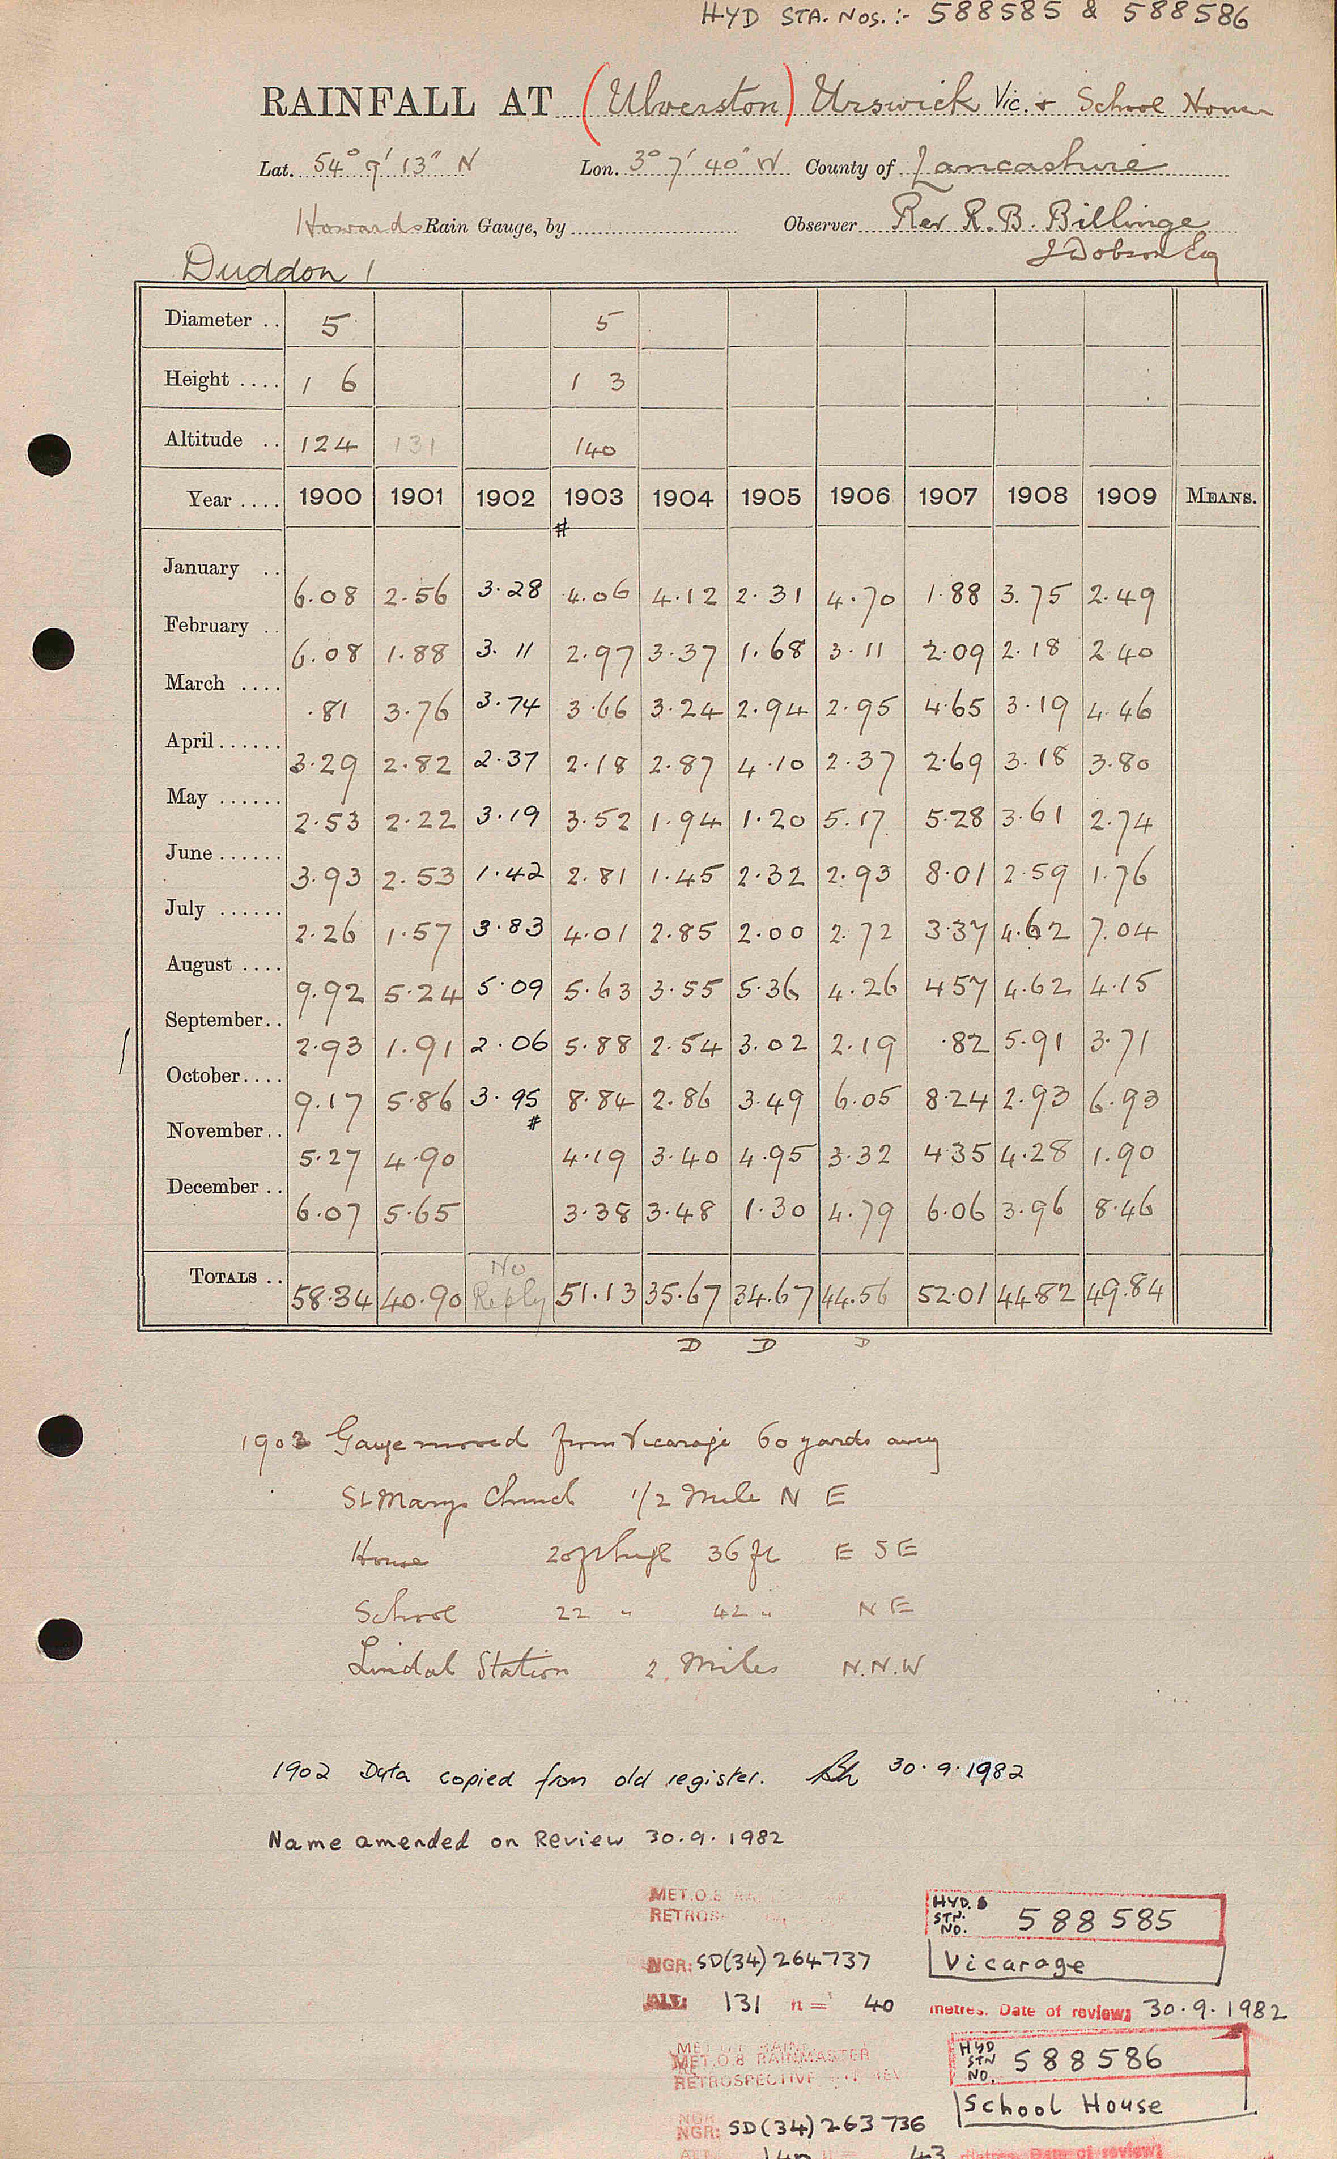 HYD STA. Nos. :- 588585 & 588586
RAINFALL AT (Ulverston) Urswick Vic. & School House
Lat. 54° 9' 13" N Lon. 3° 7' 40" W County of Lancashire
Howards Rain Gauge, by Observer Rev R. B. Billinge
J Dobson Esq
Duddon 1
Diameter .. 5 5
Height .... 1 6 1 3
Altitude .. 124 131 140
Year .... 1900 1901 1902 1903 1904 1905 1906 1907 1908 1909 MEANS.
#
January .. 6.08 2.56 3.28 4.06 4.12 2.31 4.70 1.88 3.75 2.49
February .. 6.08 1.88 3.11 2.97 3.37 1.68 3.11 2.09 2.18 2.40
March .... .81 3.76 3.74 3.66 3.24 2.94 2.95 4.65 3.19 4.46
April ...... 3.29 2.82 2.37 2.18 2.87 4.10 2.37 2.69 3.18 3.80
May ...... 2.53 2.22 3.19 3.52 1.94 1.20 5.17 5.28 3.61 2.74
June ...... 3.93 2.53 1.42 2.81 1.45 2.32 2.93 8.01 2.59 1.76
July ...... 2.26 1.57 3.83 4.01 2.85 2.00 2.72 3.37 4.62 7.04
August .... 9.92 5.24 5.09 5.63 3.55 5.36 4.26 4.57 4.62 4.15
September .. 2.93 1.91 2.06 5.88 2.54 3.02 2.19 .82 5.91 3.71
October .... 9.17 5.86 3.95 8.84 2.86 3.49 6.05 8.24 2.93 6.93
#
November .. 5.27 4.90 4.19 3.40 4.95 3.32 4.35 4.28 1.90
December .. 6.07 5.65 3.38 3.48 1.30 4.79 6.06 3.96 8.46
TOTALS .. 58.34 40.90 No Reply 51.13 35.67 34.67 44.56 52.01 44.82 49.84
D D D
1903 Gauge moved from Vicarage 60 yards away
St Marys Church 1/2 Mile N E
House 20ft high 36 ft E S E
School 22 " 42 " N E
Lindal Station 2 Miles N.N.W
1902 Data copied from old register. 30.9.1982
Name amended on Review 30.9.1982
MET.O.8
RETROS
HYD. STN. NO. 588585
NGR: SD(34) 264737 Vicarage
ALT: 131 ft = 40 metres. Date of review: 30.9.1982
MET.O.8 RAINMASTER
RETROSPECTIVE
HYD STN NO. 588586
School House
NGR: SD(34) 263736
ALT 140 ft = 43 metres. Date of review: